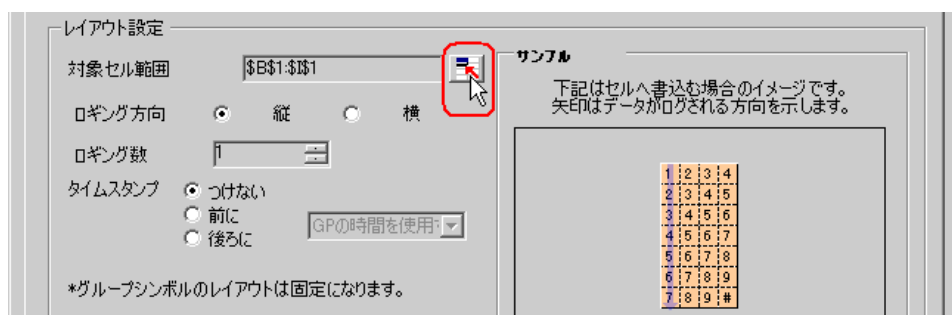 レイアウト設定
対象セル範囲 $B$1:$I$1
ロギング方向 縦 横
ロギング数 1
タイムスタンプ つけない
前に
後ろに
GPの時間を使用
*グループシンボルのレイアウトは固定になります。
サンプル
下記はセルへ書込む場合のイメージです。
矢印はデータがログされる方向を示します。
1 2 3 4
2 3 4 5
3 4 5 6
4 5 6 7
5 6 7 8
6 7 8 9
7 8 9 #